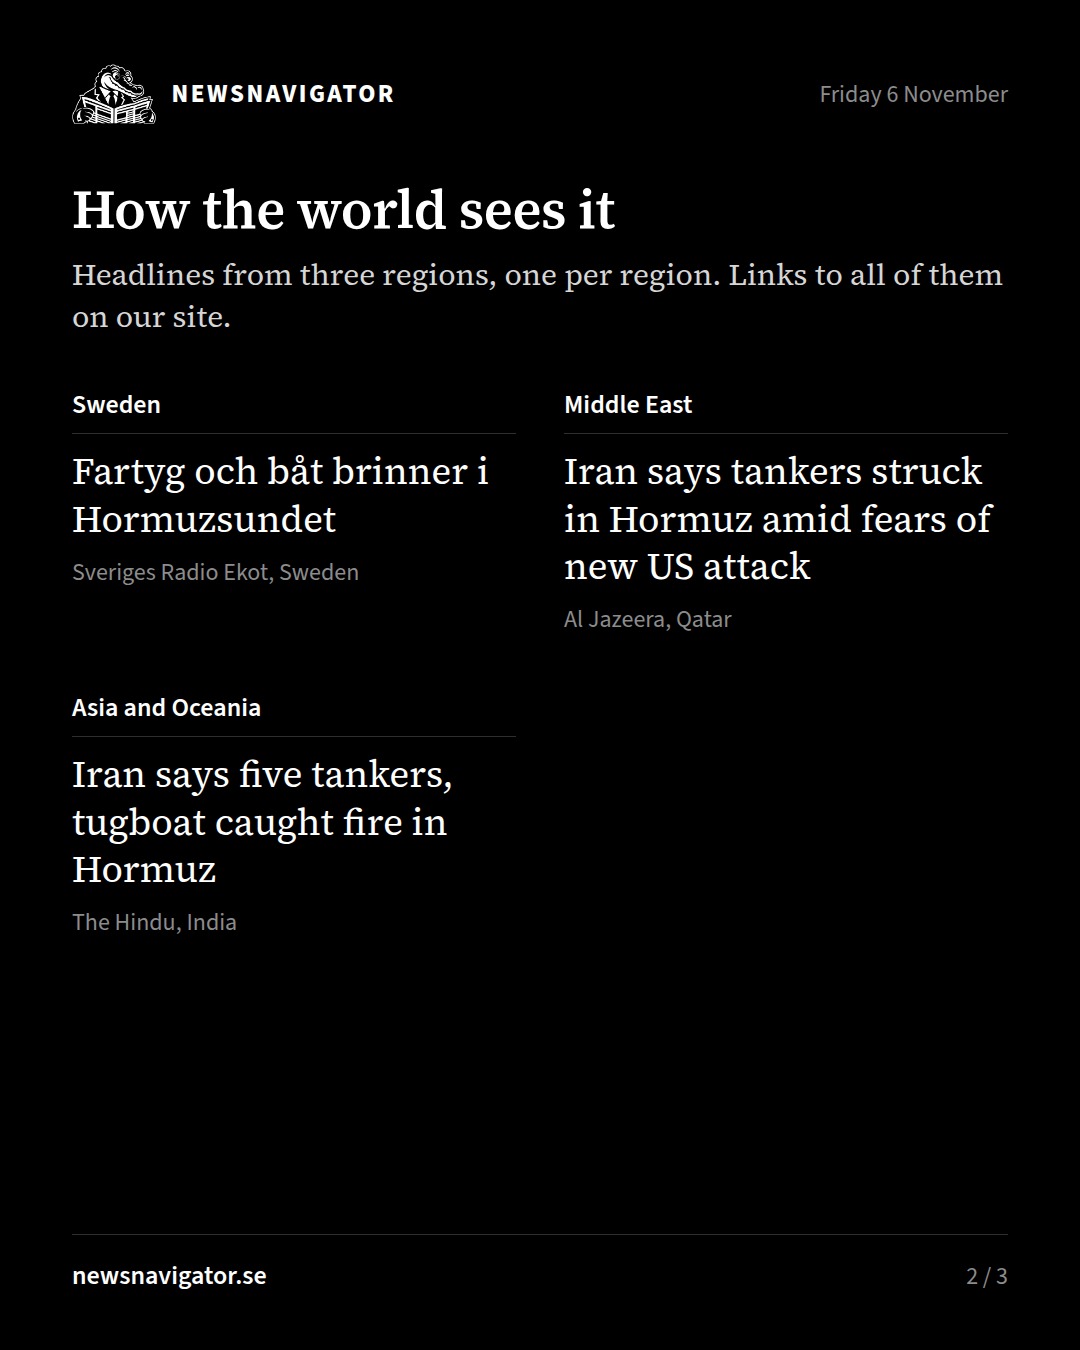 NEWSNAVIGATOR
Friday 6 November
How the world sees it
Headlines from three regions, one per region. Links to all of them
on our site.
Sweden
Fartyg och båt brinner i
Hormuzsundet
Sveriges Radio Ekot, Sweden
Middle East
Iran says tankers struck
in Hormuz amid fears of
new US attack
Al Jazeera, Qatar
Asia and Oceania
Iran says five tankers,
tugboat caught fire in
Hormuz
The Hindu, India
newsnavigator.se
2 / 3